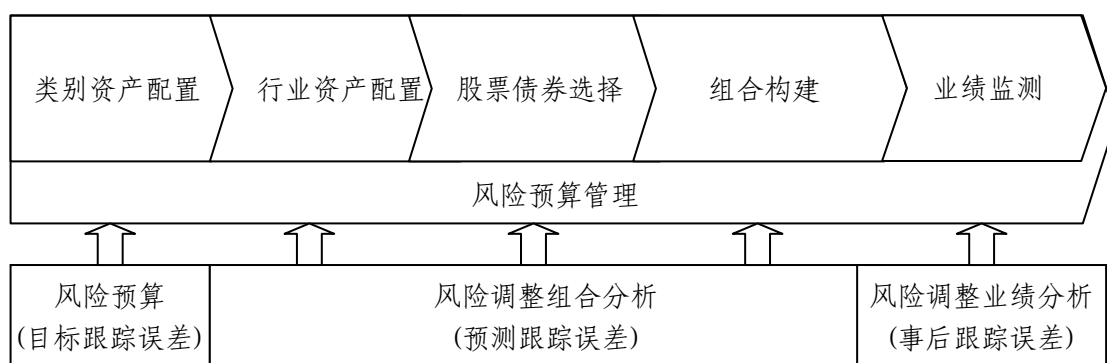 类别资产配置
行业资产配置
股票债券选择
组合构建
业绩监测
风险预算管理
风险预算
(目标跟踪误差)
风险调整组合分析
(预测跟踪误差)
风险调整业绩分析
(事后跟踪误差)